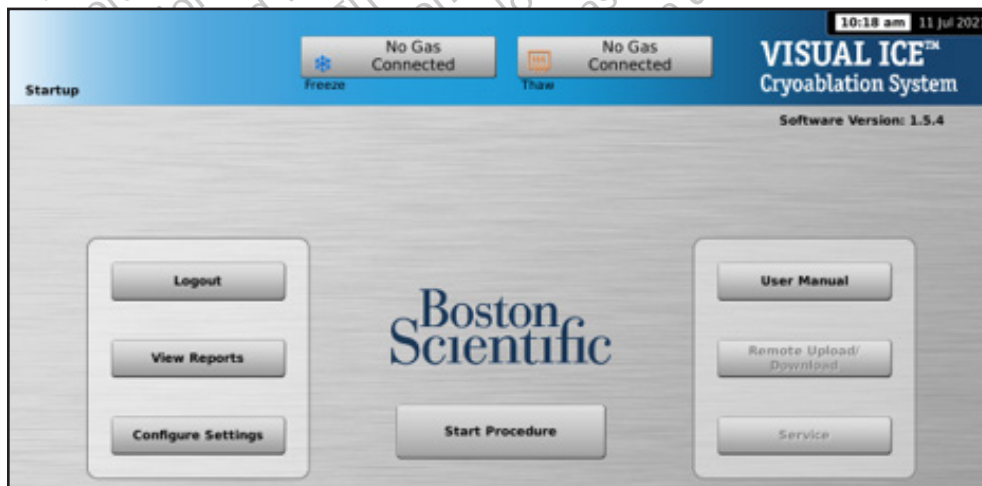 10:18 am 11 Jul 202
No Gas
Connected
Freeze
No Gas
Connected
Thaw
VISUAL ICE™
Cryoablation System
Startup
Software Version: 1.5.4
Logout
View Reports
Configure Settings
Boston
Scientific
Start Procedure
User Manual
Remote Upload/
Download
Service